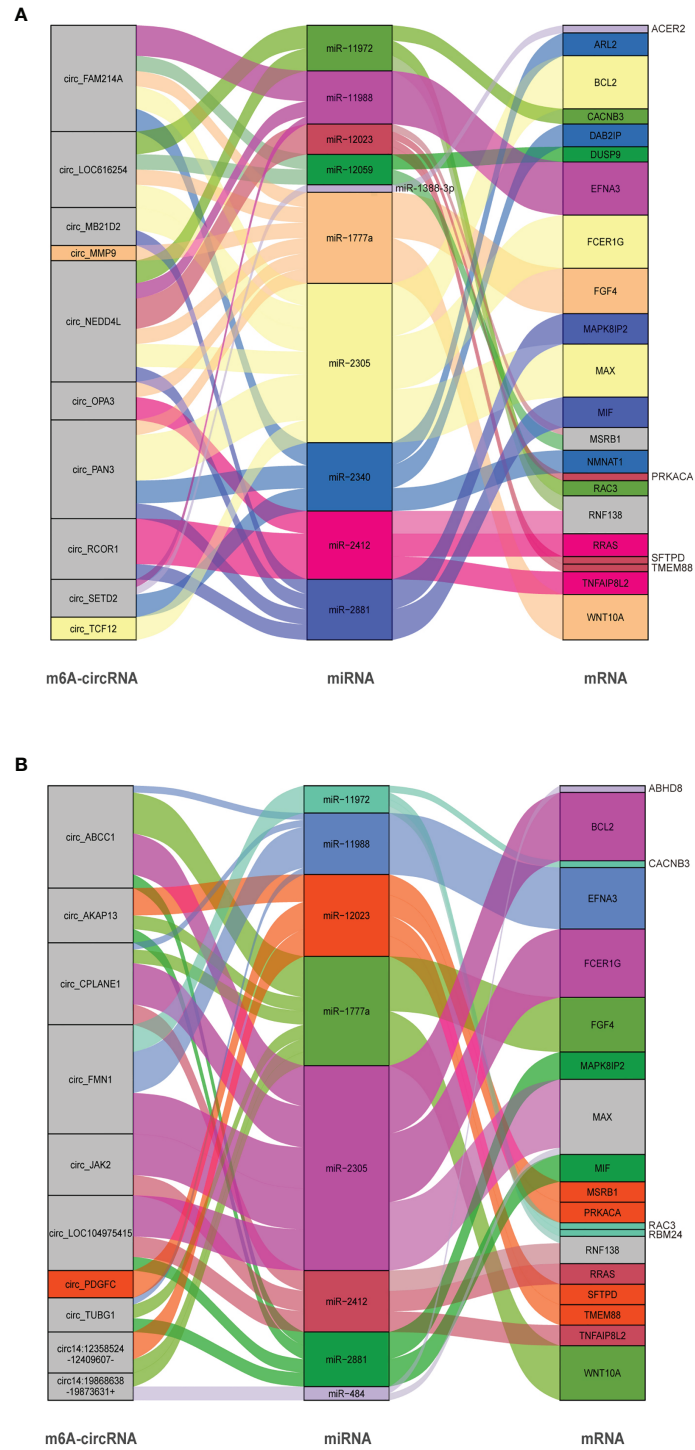 A
circ_FAM214A
circ_LOC616254
circ_MB21D2
circ_MMP9
circ_NEDD4L
circ_OPA3
circ_PAN3
circ_RCOR1
circ_SETD2
circ_TCF12
miR−11972
miR−11988
miR−12023
miR−12059
miR−1388-3p
miR−1777a
miR−2305
miR−2340
miR−2412
miR−2881
ACER2
ARL2
BCL2
CACNB3
DAB2IP
DUSP9
EFNA3
FCER1G
FGF4
MAPK8IP2
MAX
MIF
MSRB1
NMNAT1
PRKACA
RAC3
RNF138
RRAS
SFTPD
TMEM88
TNFAIP8L2
WNT10A
m6A-circRNA
miRNA
mRNA
B
circ_ABCC1
circ_AKAP13
circ_CPLANE1
circ_FMN1
circ_JAK2
circ_LOC104975415
circ_PDGFC
circ_TUBG1
circ14:12358524
-12409607-
circ14:19868638
-19873631+
miR−11972
miR−11988
miR−12023
miR−1777a
miR−2305
miR−2412
miR−2881
miR−484
ABHD8
BCL2
CACNB3
EFNA3
FCER1G
FGF4
MAPK8IP2
MAX
MIF
MSRB1
PRKACA
RAC3
RBM24
RNF138
RRAS
SFTPD
TMEM88
TNFAIP8L2
WNT10A
m6A-circRNA
miRNA
mRNA